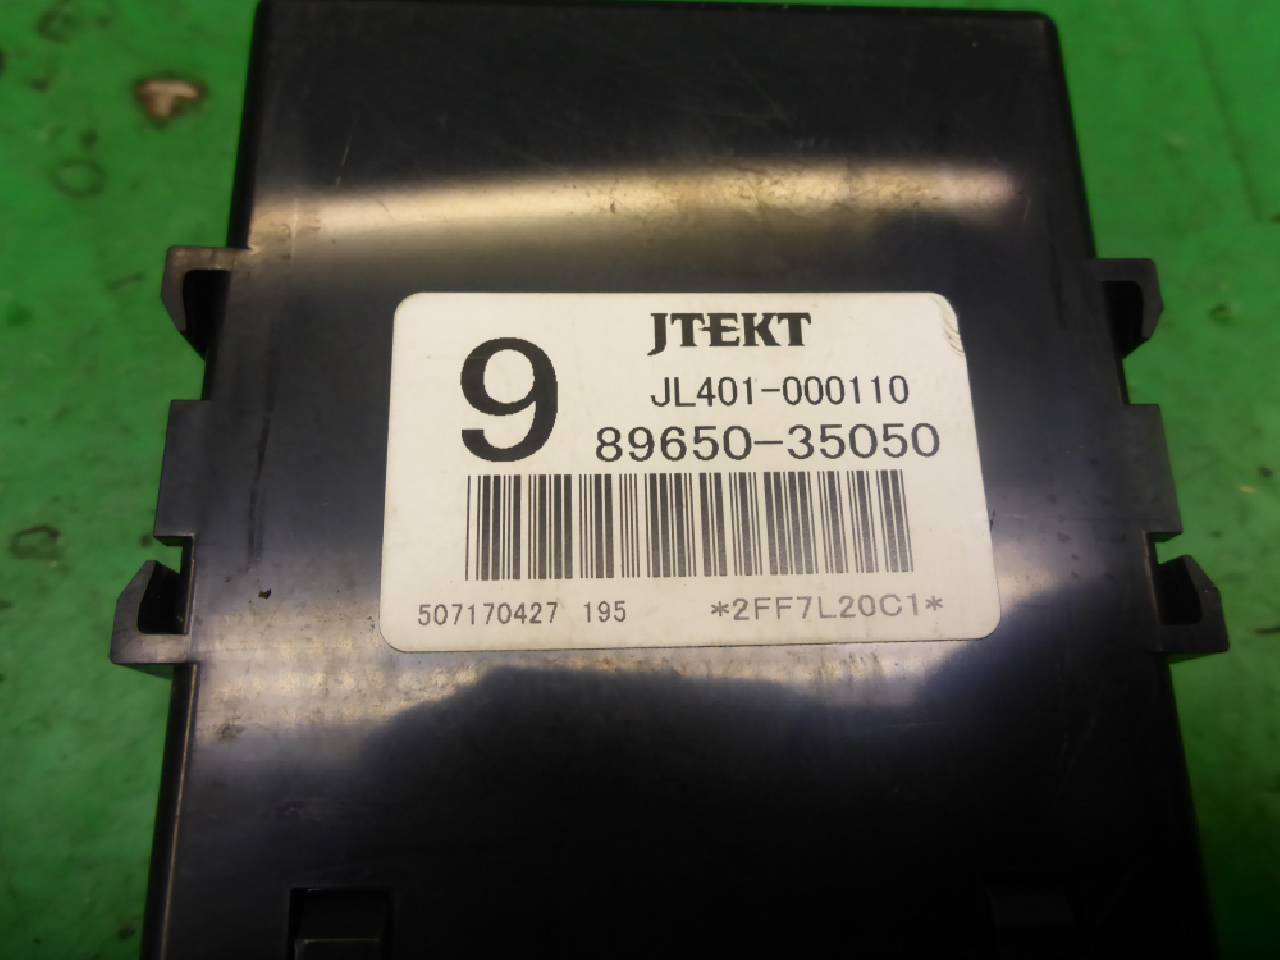 JTEKT
9
JL401-000110
89650-35050
507170427 195 *2FF7L20C1*